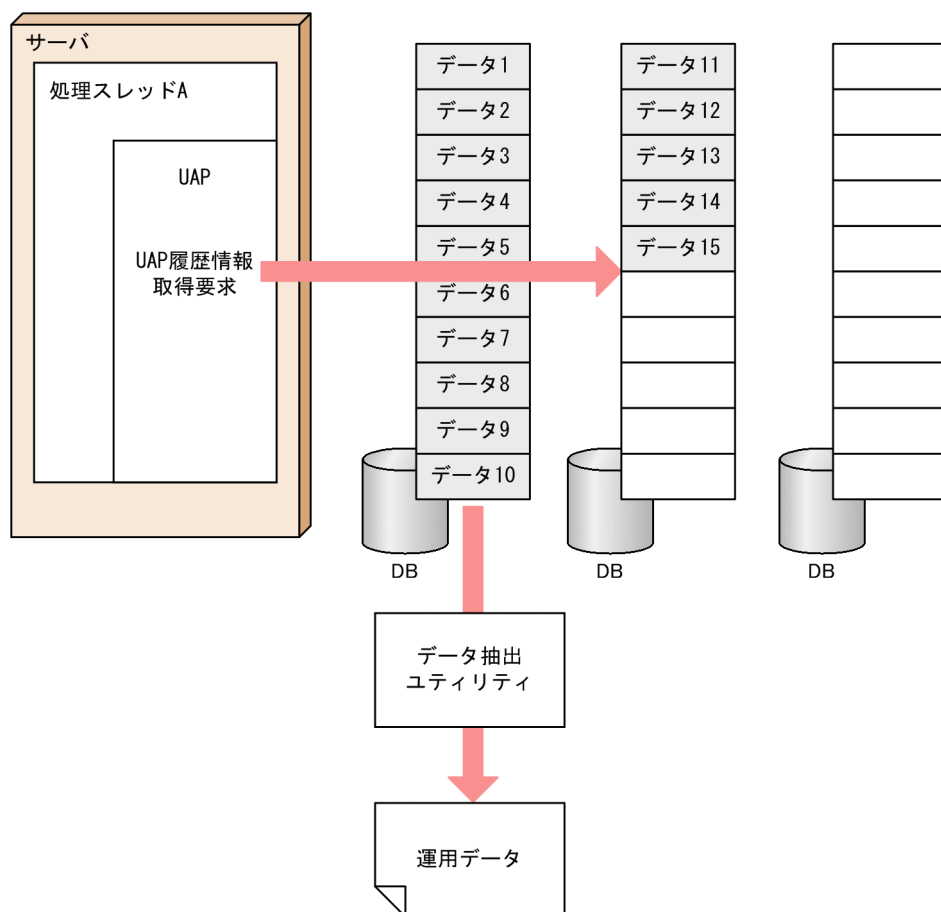 サーバ
処理スレッドA
UAP
UAP履歴情報
取得要求
データ1
データ2
データ3
データ4
データ5
データ6
データ7
データ8
データ9
データ10
DB
データ11
データ12
データ13
データ14
データ15
DB
DB
データ抽出
ユティリティ
運用データ